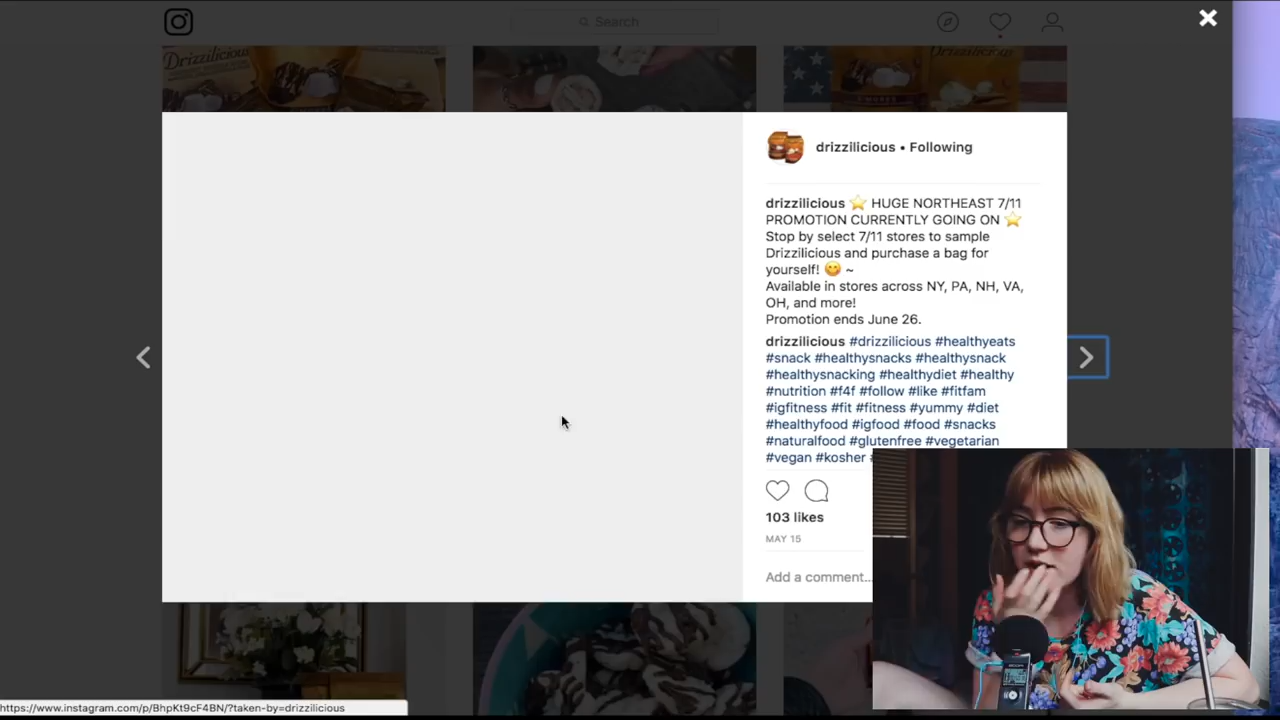 Search
Drizzilicious
Drizzilicious
drizzilicious • Following
drizzilicious ⭐ HUGE NORTHEAST 7/11
PROMOTION CURRENTLY GOING ON ⭐
Stop by select 7/11 stores to sample
Drizzilicious and purchase a bag for
yourself! 😋 ~
Available in stores across NY, PA, NH, VA,
OH, and more!
Promotion ends June 26.
drizzilicious #drizzilicious #healthyeats
#snack #healthysnacks #healthysnack
#healthysnacking #healthydiet #healthy
#nutrition #f4f #follow #like #fitfam
#igfitness #fit #fitness #yummy #diet
#healthyfood #igfood #food #snacks
#naturalfood #glutenfree #vegetarian
#vegan #kosher
103 likes
MAY 15
Add a comment...
https://www.instagram.com/p/BhpKt9cF4BN/?taken-by=drizzilicious